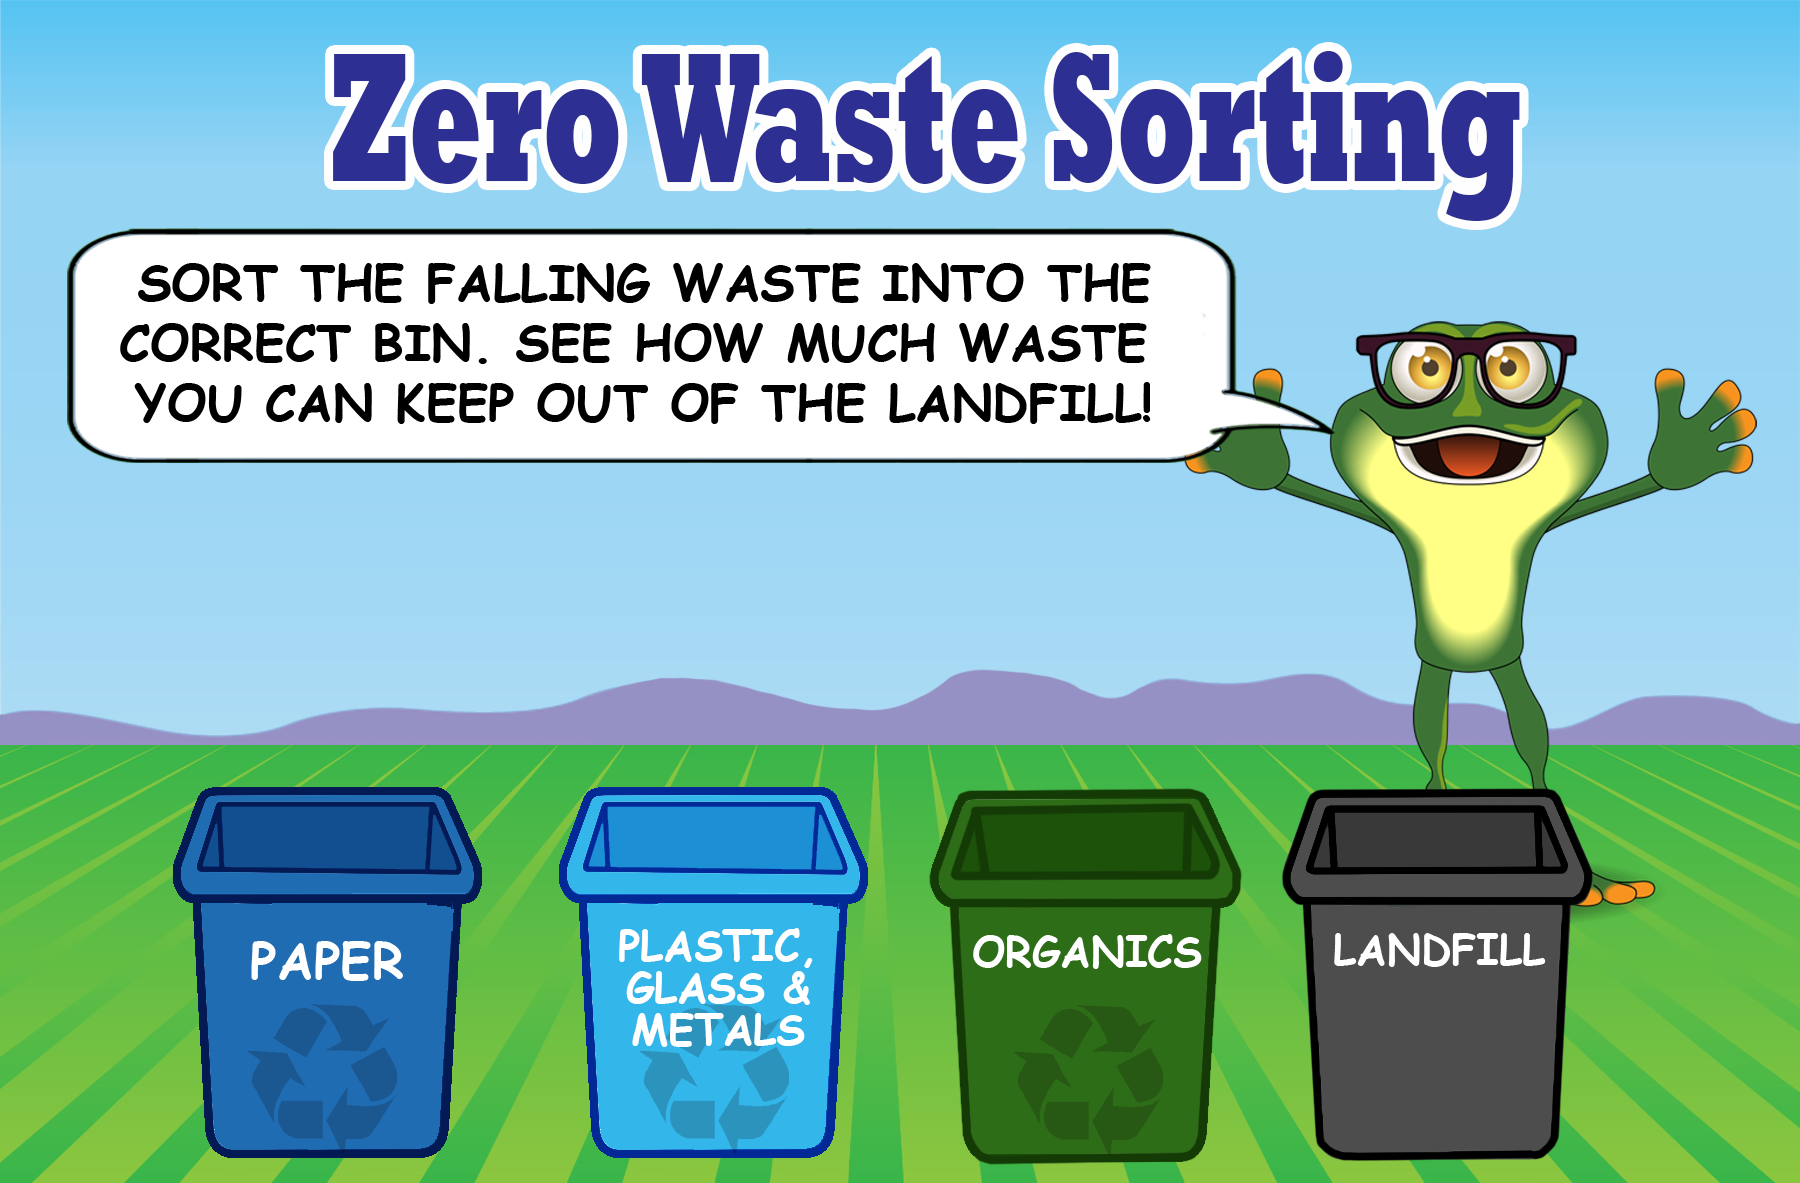 Zero Waste Sorting
SORT THE FALLING WASTE INTO THE
CORRECT BIN. SEE HOW MUCH WASTE
YOU CAN KEEP OUT OF THE LANDFILL!
PAPER
PLASTIC,
GLASS &
METALS
ORGANICS
LANDFILL